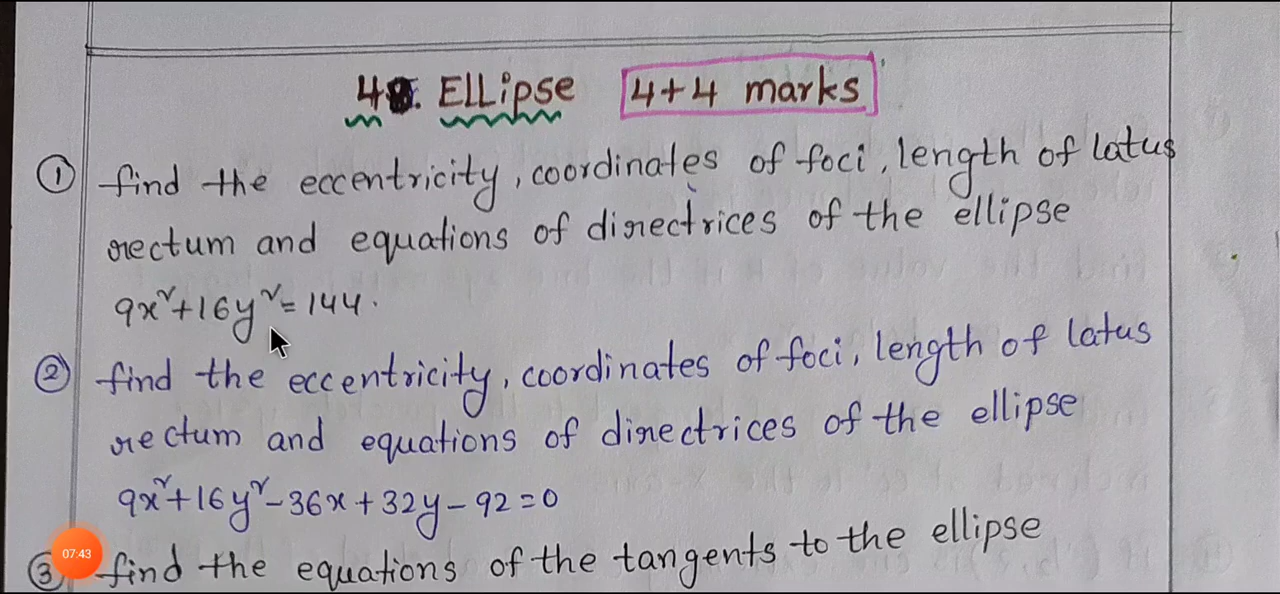 4. Ellipse 4+4 marks
① find the eccentricity, coordinates of foci, length of latus
rectum and equations of directrices of the ellipse
9x²+16y²=144.
② find the eccentricity, coordinates of foci, length of latus
rectum and equations of directrices of the ellipse
9x²+16y²-36x+32y-92=0
07:43
③ find the equations of the tangents to the ellipse